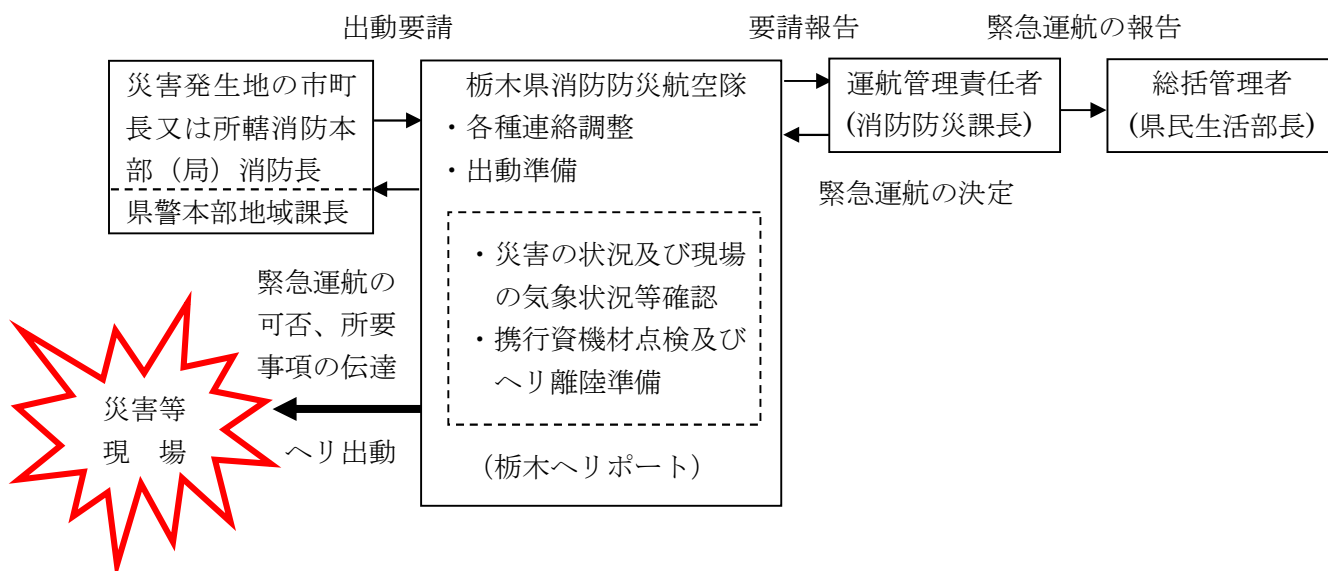 出動要請
要請報告
緊急運航の報告
災害発生地の市町
長又は所轄消防本
部（局）消防長
県警本部地域課長
栃木県消防防災航空隊
・各種連絡調整
・出動準備
・災害の状況及び現場
の気象状況等確認
・携行資機材点検及び
ヘリ離陸準備
（栃木ヘリポート）
運航管理責任者
(消防防災課長)
総括管理者
(県民生活部長)
緊急運航の決定
緊急運航の
可否、所要
事項の伝達
ヘリ出動
災害等
現　場